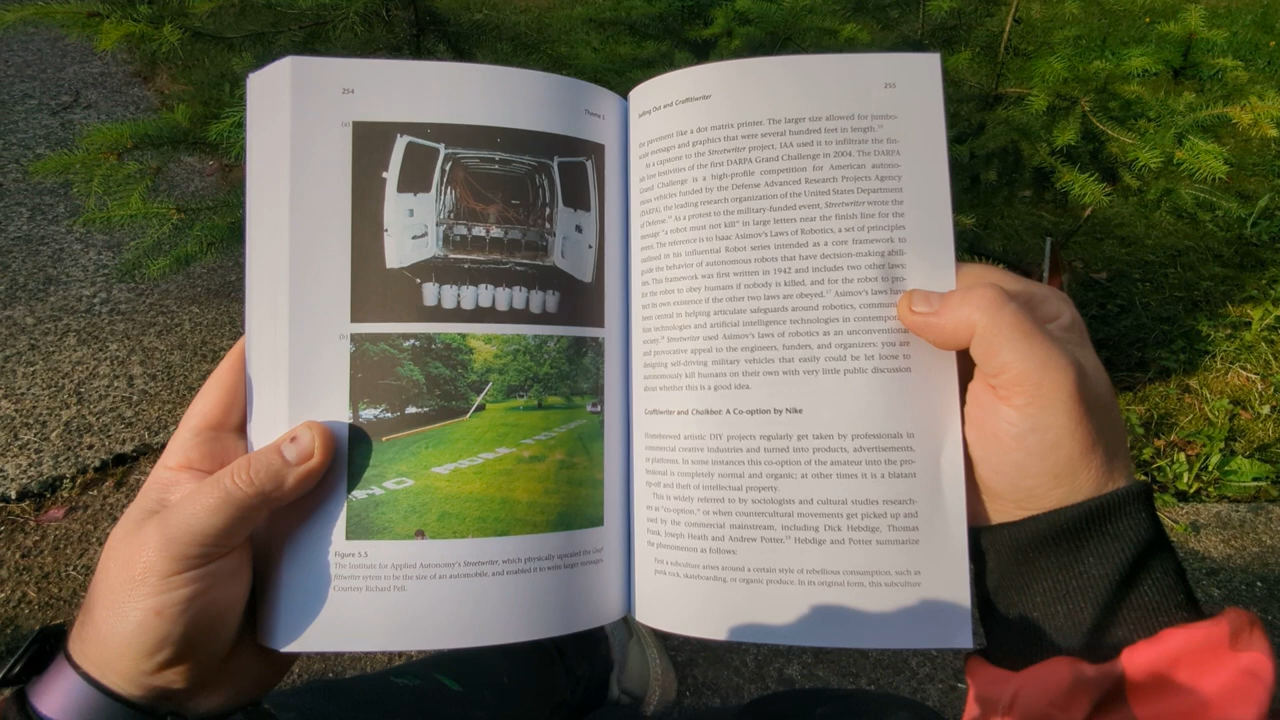 254
Theme 3
(a)
(b)
Figure 5.5
The Institute for Applied Autonomy's Streetwriter, which physically upscaled the Graf-
fitiwriter sytem to be the size of an automobile, and enabled it to write larger messages.
Courtesy Richard Pell.
Selling Out and Graffitiwriter
255
the pavement like a dot matrix printer. The larger size allowed for jumbo-
scale messages and graphics that were several hundred feet in length.
As a capstone to the Streetwriter project, IAA used it to infiltrate the fin-
ish line festivities of the first DARPA Grand Challenge in 2004. The DARPA
Grand Challenge is a high-profile competition for American autono-
mous vehicles funded by the Defense Advanced Research Projects Agency
(DARPA), the leading research organization of the United States Department
of Defense. As a protest to the military-funded event, Streetwriter wrote the
message "a robot must not kill" in large letters near the finish line for the
event. The reference is to Isaac Asimov's Laws of Robotics, a set of principles
outlined in his influential Robot series intended as a core framework to
guide the behavior of autonomous robots that have decision-making abili-
ties. This framework was first written in 1942 and includes two other laws:
for the robot to obey humans if nobody is killed, and for the robot to pro-
tect its own existence if the other two laws are obeyed.17 Asimov's laws have
been central in helping articulate safeguards around robotics, communi
tion technologies and artificial intelligence technologies in contempor
society.18 Streetwriter used Asimov's laws of robotics as an unconventional
and provocative appeal to the engineers, funders, and organizers: you are
designing self-driving military vehicles that easily could be let loose to
autonomously kill humans on their own with very little public discussion
about whether this is a good idea.
Graffitiwriter and Chalkbot: A Co-option by Nike
Homebrewed artistic DIY projects regularly get taken by professionals in
commercial creative industries and turned into products, advertisements,
or platforms. In some instances this co-option of the amateur into the pro-
fessional is completely normal and organic; at other times it is a blatant
rip-off and theft of intellectual property.
This is widely referred to by sociologists and cultural studies research-
ers at "co-option," or when countercultural movements get picked up and
used by the commercial mainstream, including Dick Hebdige, Thomas
Frank, Joseph Heath and Andrew Potter.19 Hebdige and Potter summarize
the phenomenon as follows:
First a subculture arises around a certain style of rebellious consumption, such as
punk rock, skateboarding, or organic produce. In its original form, this subculture